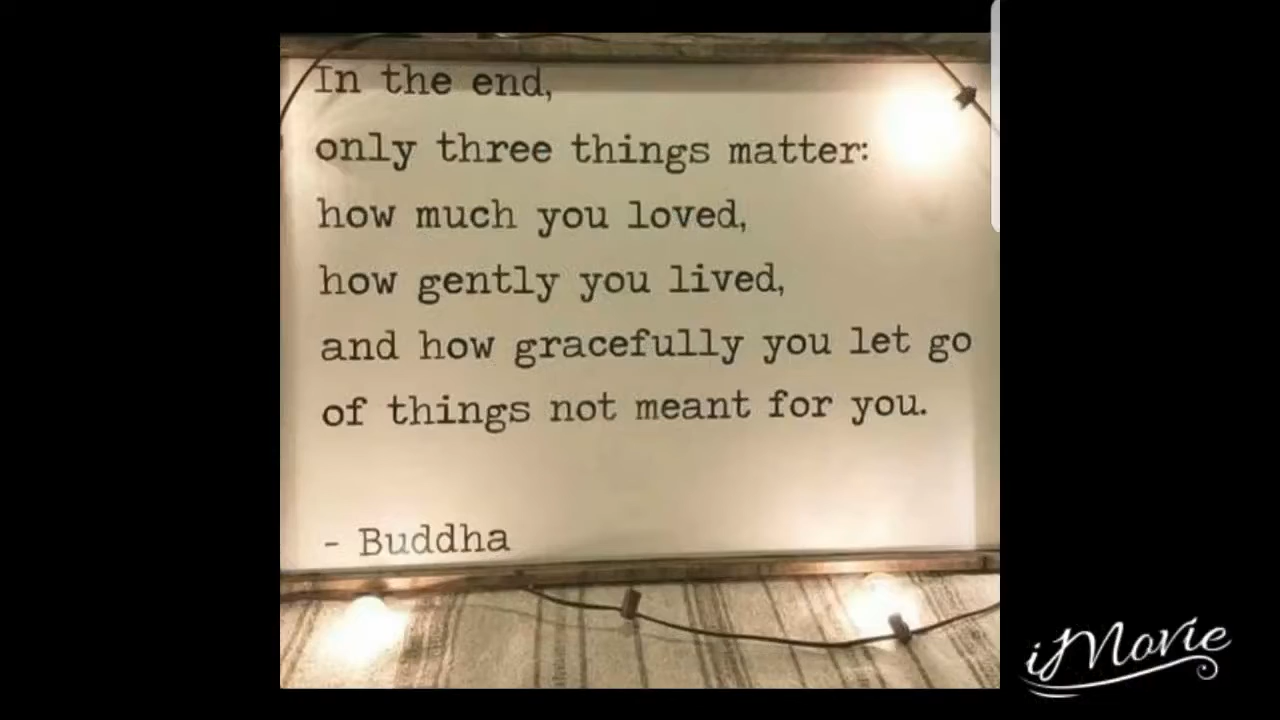 In the end,
only three things matter:
how much you loved,
how gently you lived,
and how gracefully you let go
of things not meant for you.
- Buddha
iMovie